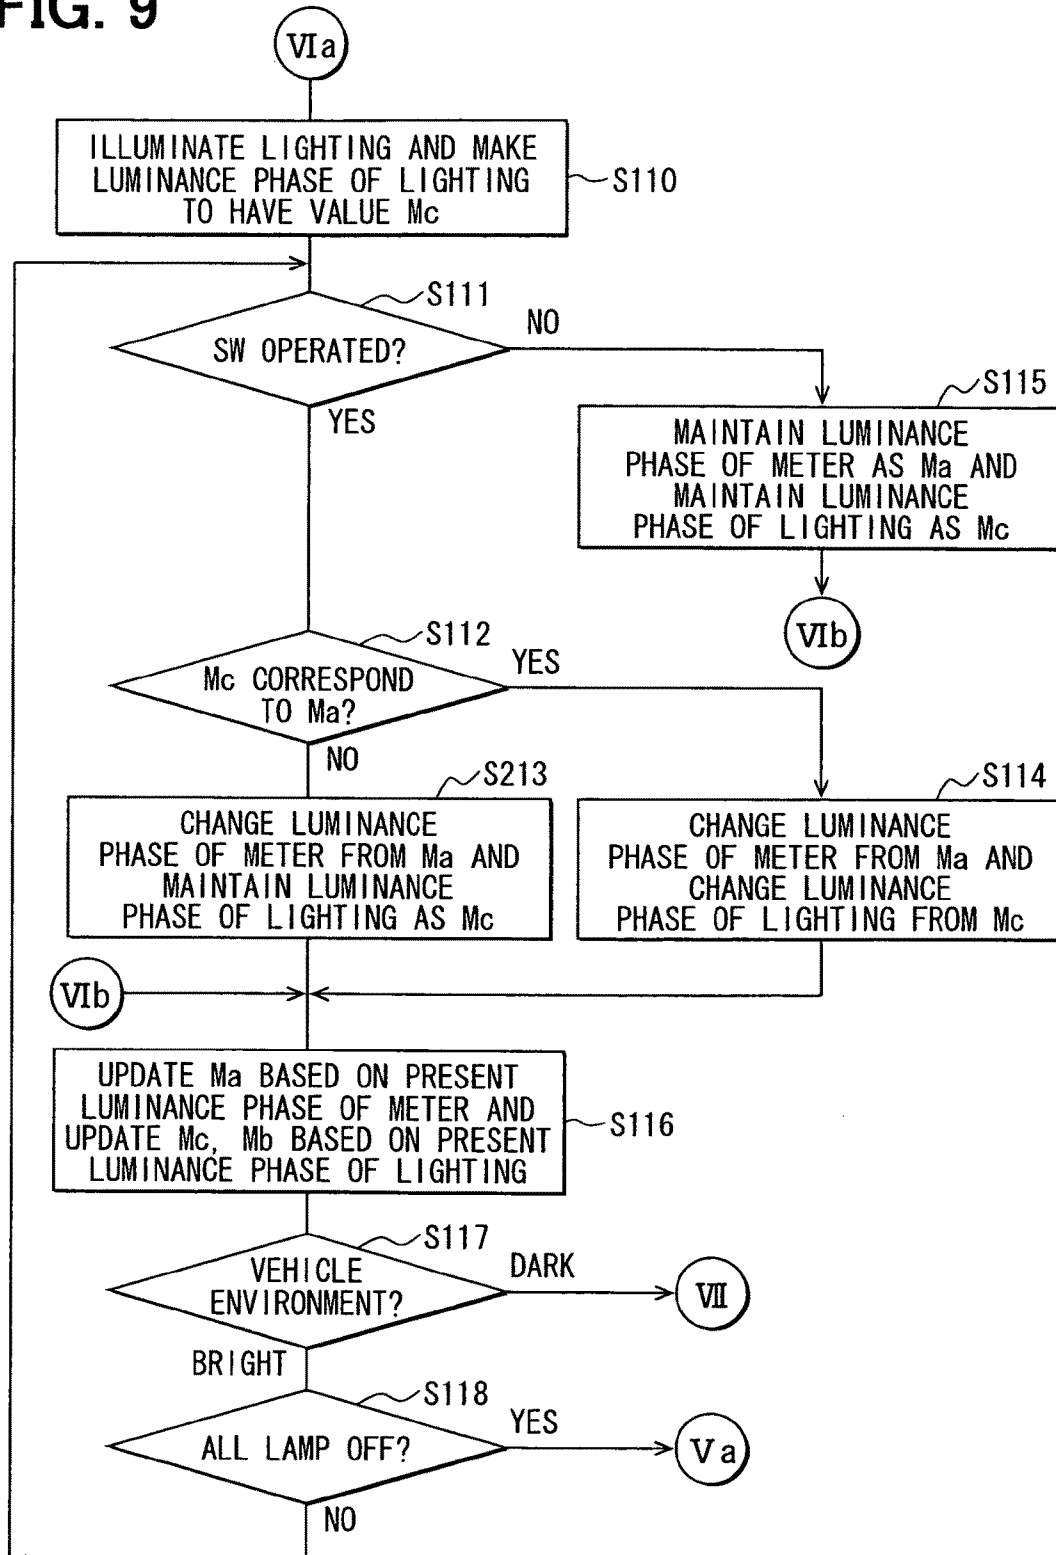 FIG. 9
VIa
ILLUMINATE LIGHTING AND MAKE
LUMINANCE PHASE OF LIGHTING
TO HAVE VALUE Mc
S110
S111
SW OPERATED?
NO
YES
S115
MAINTAIN LUMINANCE
PHASE OF METER AS Ma AND
MAINTAIN LUMINANCE
PHASE OF LIGHTING AS Mc
VIb
S112
Mc CORRESPOND
TO Ma?
YES
NO
S213
CHANGE LUMINANCE
PHASE OF METER FROM Ma AND
MAINTAIN LUMINANCE
PHASE OF LIGHTING AS Mc
S114
CHANGE LUMINANCE
PHASE OF METER FROM Ma AND
CHANGE LUMINANCE
PHASE OF LIGHTING FROM Mc
VIb
UPDATE Ma BASED ON PRESENT
LUMINANCE PHASE OF METER AND
UPDATE Mc, Mb BASED ON PRESENT
LUMINANCE PHASE OF LIGHTING
S116
S117
VEHICLE
ENVIRONMENT?
DARK
VII
BRIGHT
S118
ALL LAMP OFF?
YES
Va
NO